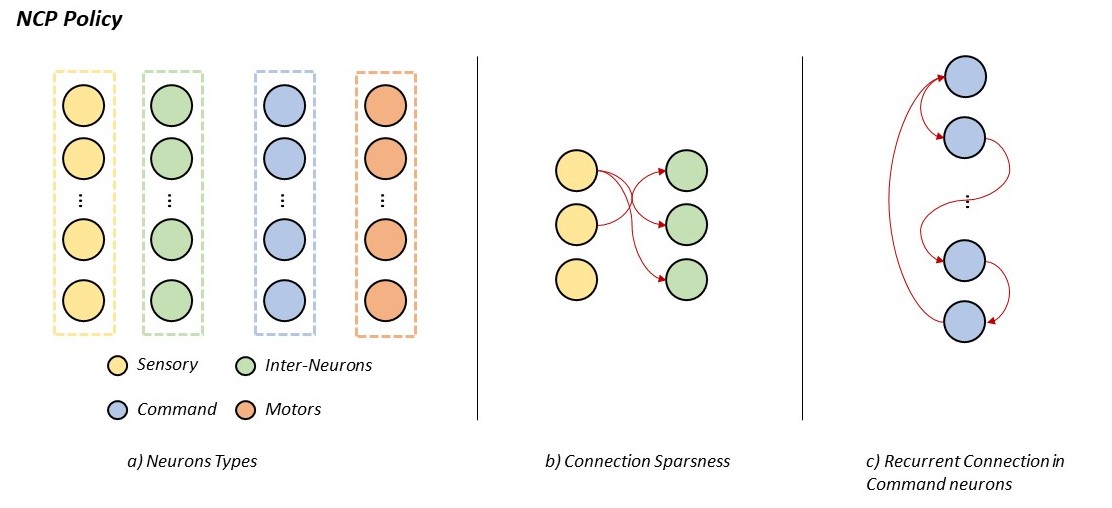 NCP Policy
Sensory
Inter-Neurons
Command
Motors
a) Neurons Types
b) Connection Sparsness
c) Recurrent Connection in
Command neurons